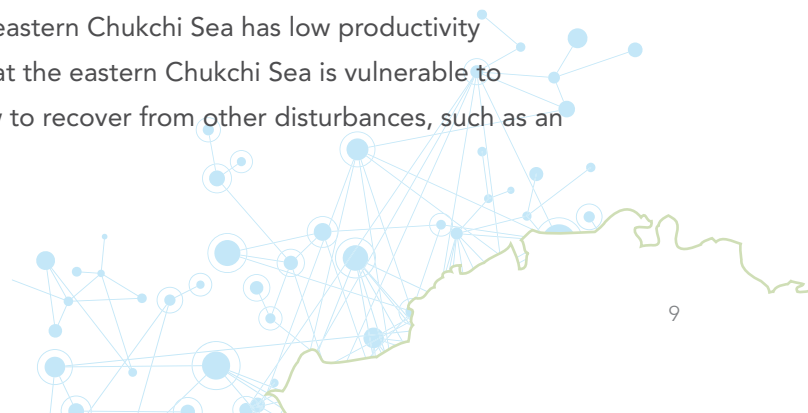 eastern Chukchi Sea has low productivity
at the eastern Chukchi Sea is vulnerable to
to recover from other disturbances, such as an
9